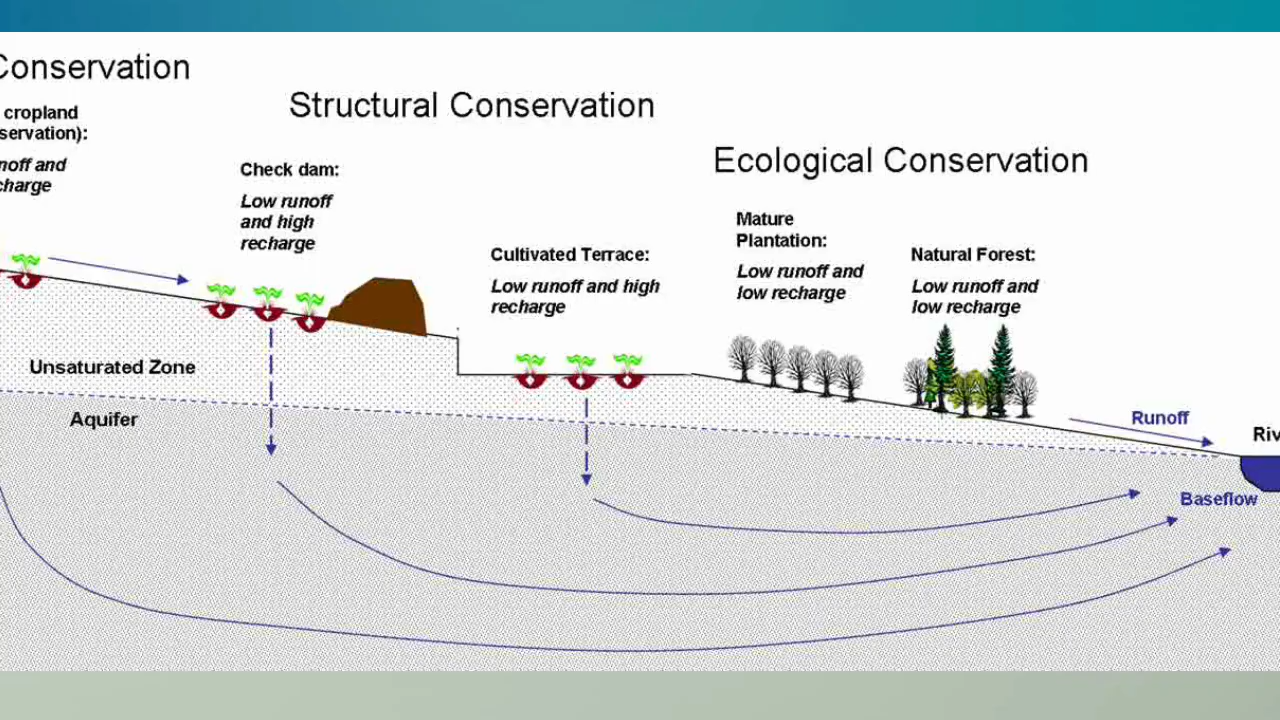 Conservation
cropland
servation):
noff and
charge
Structural Conservation
Check dam:
Low runoff
and high
recharge
Cultivated Terrace:
Low runoff and high
recharge
Ecological Conservation
Mature
Plantation:
Low runoff and
low recharge
Natural Forest:
Low runoff and
low recharge
Unsaturated Zone
Aquifer
Runoff
Riv
Baseflow